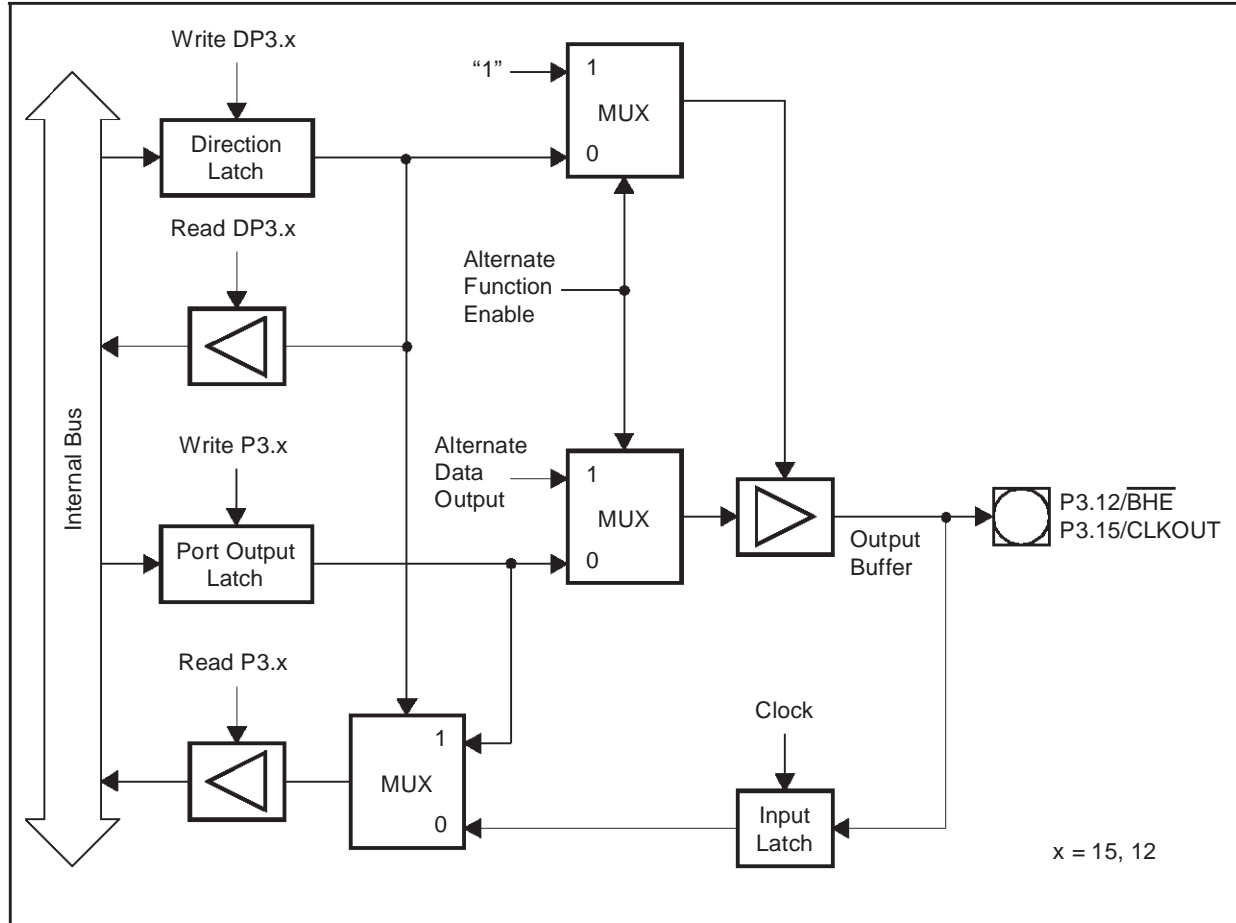 Write DP3.x
“1”
1
MUX
0
Direction
Latch
Read DP3.x
Alternate
Function
Enable
Internal Bus
Write P3.x
Alternate
Data
Output
1
MUX
0
P3.12/B̅H̅E̅
P3.15/CLKOUT
Output
Buffer
Port Output
Latch
Read P3.x
Clock
1
MUX
0
Input
Latch
x = 15, 12